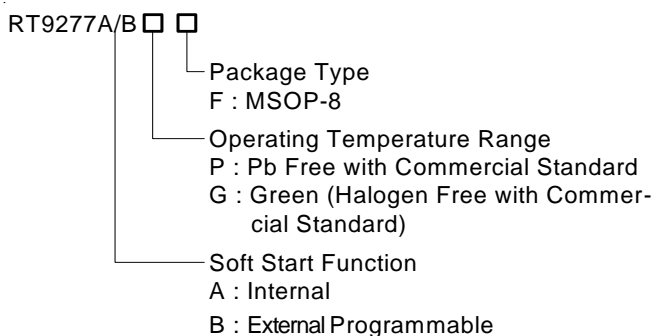 RT9277A/B
Package Type
F : MSOP-8
Operating Temperature Range
P : Pb Free with Commercial Standard
G : Green (Halogen Free with Commer-
cial Standard)
Soft Start Function
A : Internal
B : External Programmable